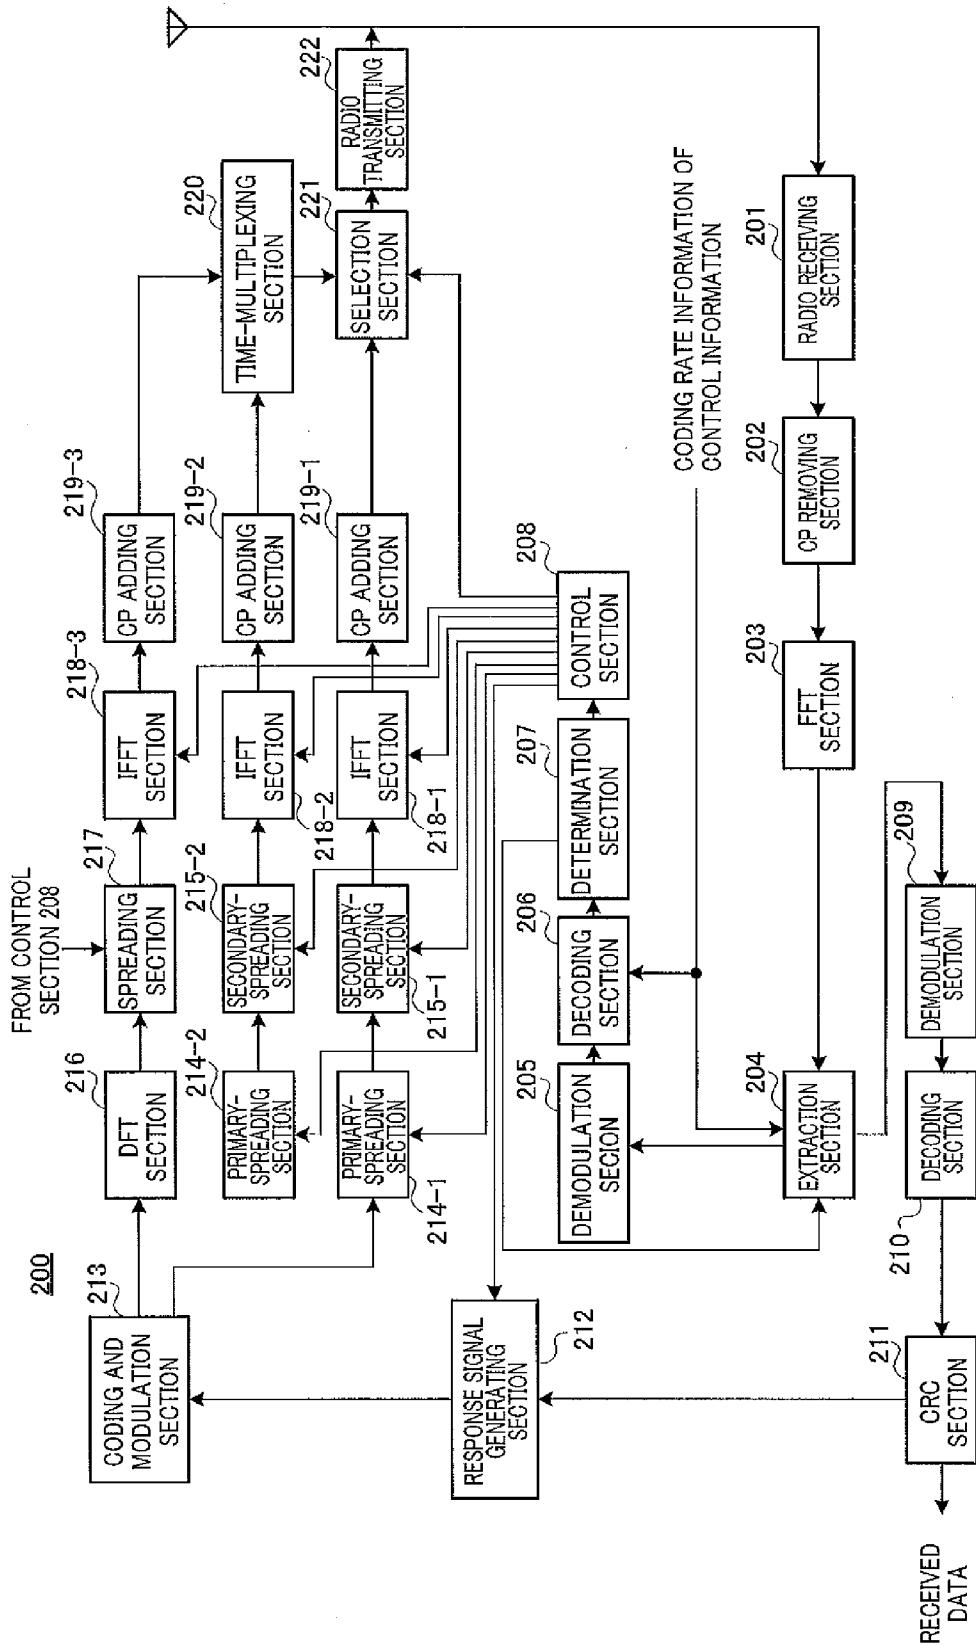 200
213
CODING AND
MODULATION
SECTION
216
DFT
SECTION
FROM CONTROL
SECTION 208
217
SPREADING
SECTION
218-3
IFFT
SECTION
219-3
CP ADDING
SECTION
220
TIME-MULTIPLEXING
SECTION
214-2
PRIMARY-
SPREADING
SECTION
215-2
SECONDARY-
SPREADING
SECTION
IFFT
SECTION
218-2
219-2
CP ADDING
SECTION
221
SELECTION
SECTION
222
RADIO
TRANSMITTING
SECTION
PRIMARY-
SPREADING
SECTION
214-1
SECONDARY-
SPREADING
SECTION
215-1
IFFT
SECTION
218-1
219-1
CP ADDING
SECTION
RESPONSE SIGNAL
GENERATING
SECTION
212
205
DEMODULATION
SECION
206
DECODING
SECTION
207
DETERMINATION
SECTION
208
CONTROL
SECTION
CODING RATE INFORMATION OF
CONTROL INFORMATION
204
EXTRACTION
SECTION
203
FFT
SECTION
202
CP REMOVING
SECTION
201
RADIO RECEIVING
SECTION
RECEIVED
DATA
211
CRC
SECTION
210
DECODING
SECTION
209
DEMODULATION
SECTION